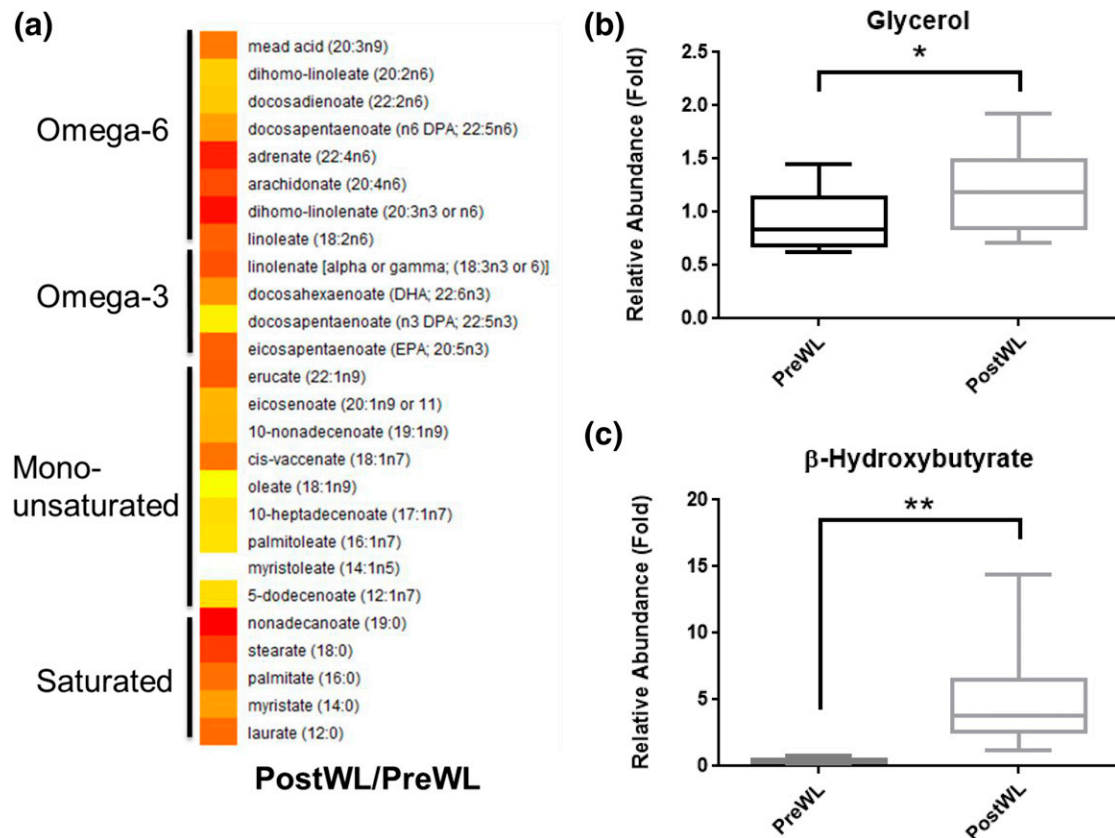 (a)
Omega-6
Omega-3
Mono-
unsaturated
Saturated
mead acid (20:3n9)
dihomo-linoleate (20:2n6)
docosadienoate (22:2n6)
docosapentaenoate (n6 DPA; 22:5n6)
adrenate (22:4n6)
arachidonate (20:4n6)
dihomo-linolenate (20:3n3 or n6)
linoleate (18:2n6)
linolenate [alpha or gamma; (18:3n3 or 6)]
docosahexaenoate (DHA; 22:6n3)
docosapentaenoate (n3 DPA; 22:5n3)
eicosapentaenoate (EPA; 20:5n3)
erucate (22:1n9)
eicosenoate (20:1n9 or 11)
10-nonadecenoate (19:1n9)
cis-vaccenate (18:1n7)
oleate (18:1n9)
10-heptadecenoate (17:1n7)
palmitoleate (16:1n7)
myristoleate (14:1n5)
5-dodecenoate (12:1n7)
nonadecanoate (19:0)
stearate (18:0)
palmitate (16:0)
myristate (14:0)
laurate (12:0)
PostWL/PreWL
(b)
Glycerol
*
Relative Abundance (Fold)
2.5
2.0
1.5
1.0
0.5
0.0
PreWL
PostWL
(c)
β-Hydroxybutyrate
**
Relative Abundance (Fold)
20
15
10
5
0
PreWL
PostWL